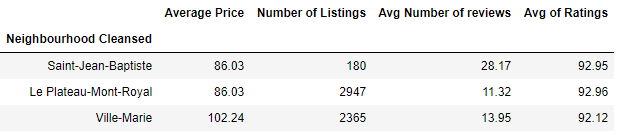 Average Price Number of Listings Avg Number of reviews Avg of Ratings
Neighbourhood Cleansed
Saint-Jean-Baptiste 86.03 180 28.17 92.95
Le Plateau-Mont-Royal 86.03 2947 11.32 92.96
Ville-Marie 102.24 2365 13.95 92.12